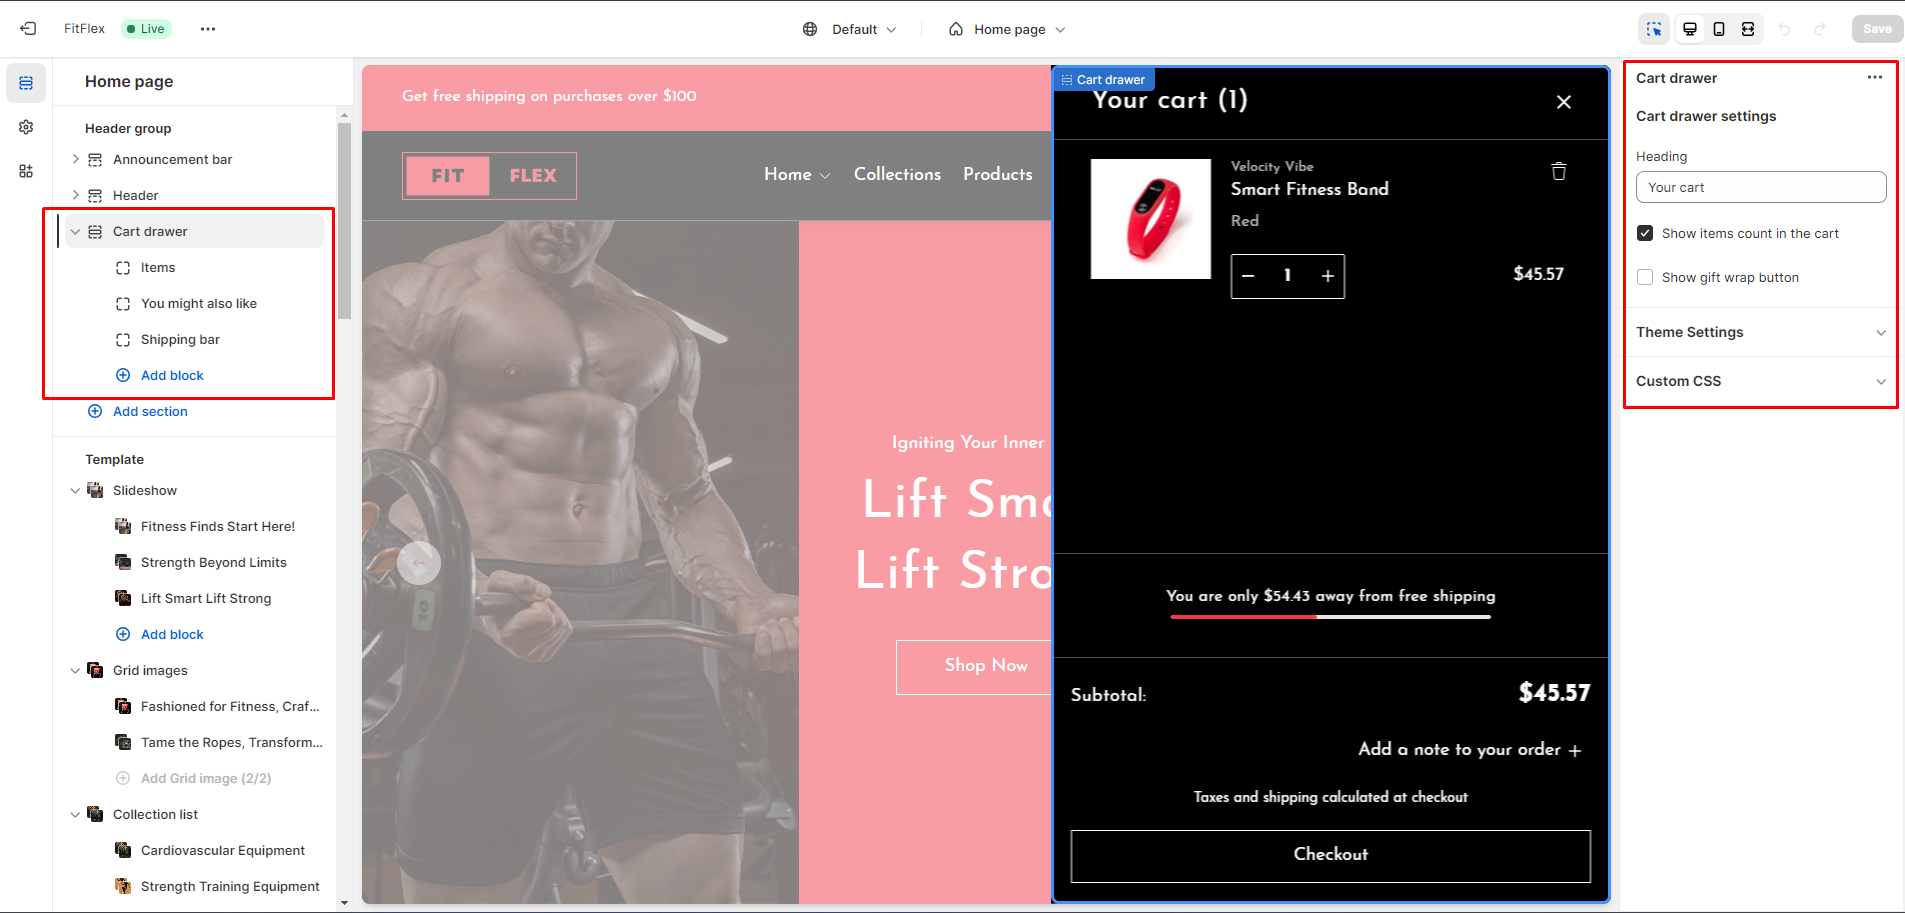 FitFlex
Live
Default
Home page
Save
Home page
Header group
Announcement bar
Header
Cart drawer
Items
You might also like
Shipping bar
Add block
Add section
Template
Slideshow
Fitness Finds Start Here!
Strength Beyond Limits
Lift Smart Lift Strong
Add block
Grid images
Fashioned for Fitness, Craf...
Tame the Ropes, Transform...
Add Grid image (2/2)
Collection list
Cardiovascular Equipment
Strength Training Equipment
Get free shipping on purchases over $100
FIT FLEX
Home
Collections
Products
Igniting Your Inner
Lift Sma
Lift Stro
Shop Now
Cart drawer
Your cart (1)
Velocity Vibe
Smart Fitness Band
Red
− 1 +
$45.57
You are only $54.43 away from free shipping
Subtotal:
$45.57
Add a note to your order +
Taxes and shipping calculated at checkout
Checkout
Cart drawer
Cart drawer settings
Heading
Your cart
Show items count in the cart
Show gift wrap button
Theme Settings
Custom CSS